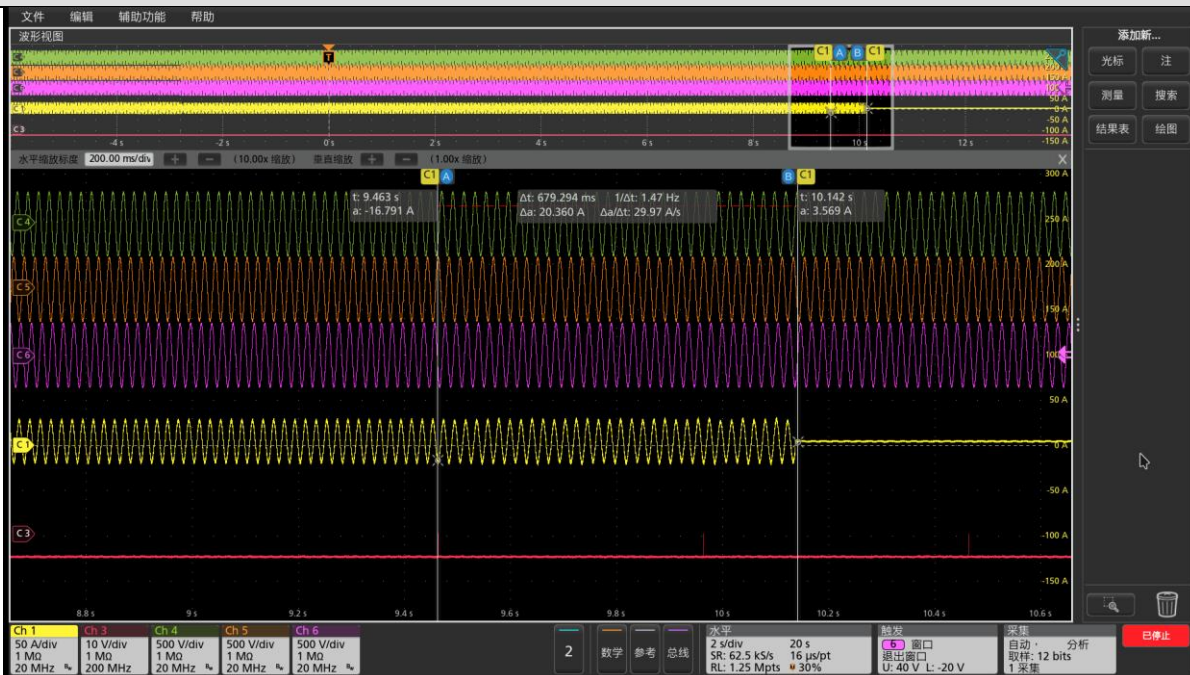 文件 编辑 辅助功能 帮助
波形视图
添加新...
光标 注
测量 搜索
结果表 绘图
C1 A B C1
T
50 A
-50 A
-100 A
-150 A
C3
-4 s -2 s 0 s 2 s 4 s 6 s 8 s 10 s 12 s
水平缩放标度 200.00 ms/div + − (10.00x 缩放) 垂直缩放 + − (1.00x 缩放) X
C1 A B C1
300 A
t: 9.463 s
a: -16.791 A
Δt: 679.294 ms 1/Δt: 1.47 Hz
Δa: 20.360 A Δa/Δt: 29.97 A/s
t: 10.142 s
a: 3.569 A
C4
250 A
200 A
C5
150 A
C6
100
50 A
C1
0 A
-50 A
C3
-100 A
-150 A
8.8 s 9 s 9.2 s 9.4 s 9.6 s 9.8 s 10 s 10.2 s 10.4 s 10.6 s
Ch 1
50 A/div
1 MΩ
20 MHz
Ch 3
10 V/div
1 MΩ
200 MHz
Ch 4
500 V/div
1 MΩ
20 MHz
Ch 5
500 V/div
1 MΩ
20 MHz
Ch 6
500 V/div
1 MΩ
20 MHz
2
数学
参考
总线
水平
2 s/div 20 s
SR: 62.5 kS/s 16 µs/pt
RL: 1.25 Mpts 30%
触发
6 窗口
退出窗口
U: 40 V L: -20 V
采集
自动, 分析
取样: 12 bits
1 采集
已停止